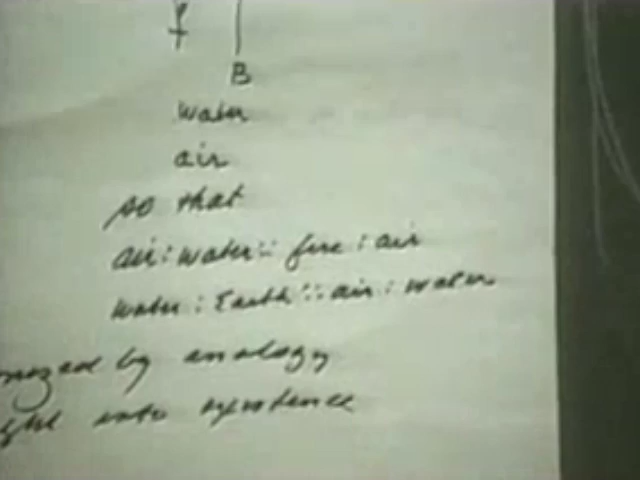 f
B
water
air
so that
air : water :: fire : air
water : Earth :: air : water
by analogy
into existence